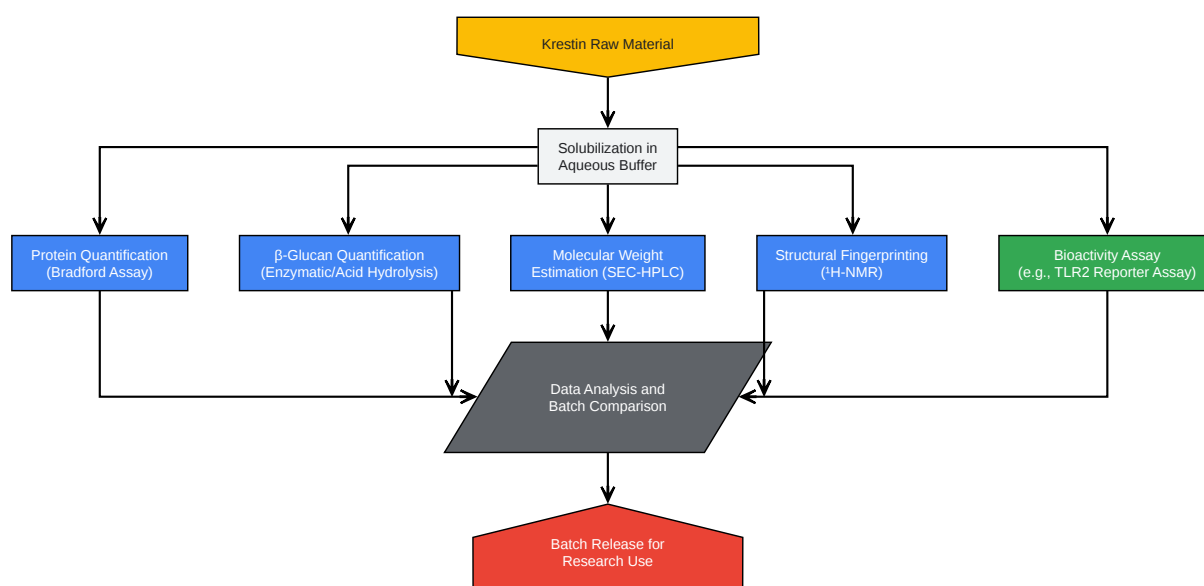 Krestin Raw Material
Solubilization in
Aqueous Buffer
Protein Quantification
(Bradford Assay)
β-Glucan Quantification
(Enzymatic/Acid Hydrolysis)
Molecular Weight
Estimation (SEC-HPLC)
Structural Fingerprinting
(¹H-NMR)
Bioactivity Assay
(e.g., TLR2 Reporter Assay)
Data Analysis and
Batch Comparison
Batch Release for
Research Use